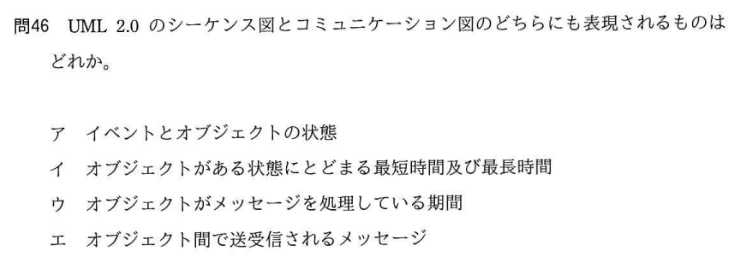 問46 UML 2.0 のシーケンス図とコミュニケーション図のどちらにも表現されるものは
どれか。
ア イベントとオブジェクトの状態
イ オブジェクトがある状態にとどまる最短時間及び最長時間
ウ オブジェクトがメッセージを処理している期間
エ オブジェクト間で送受信されるメッセージ